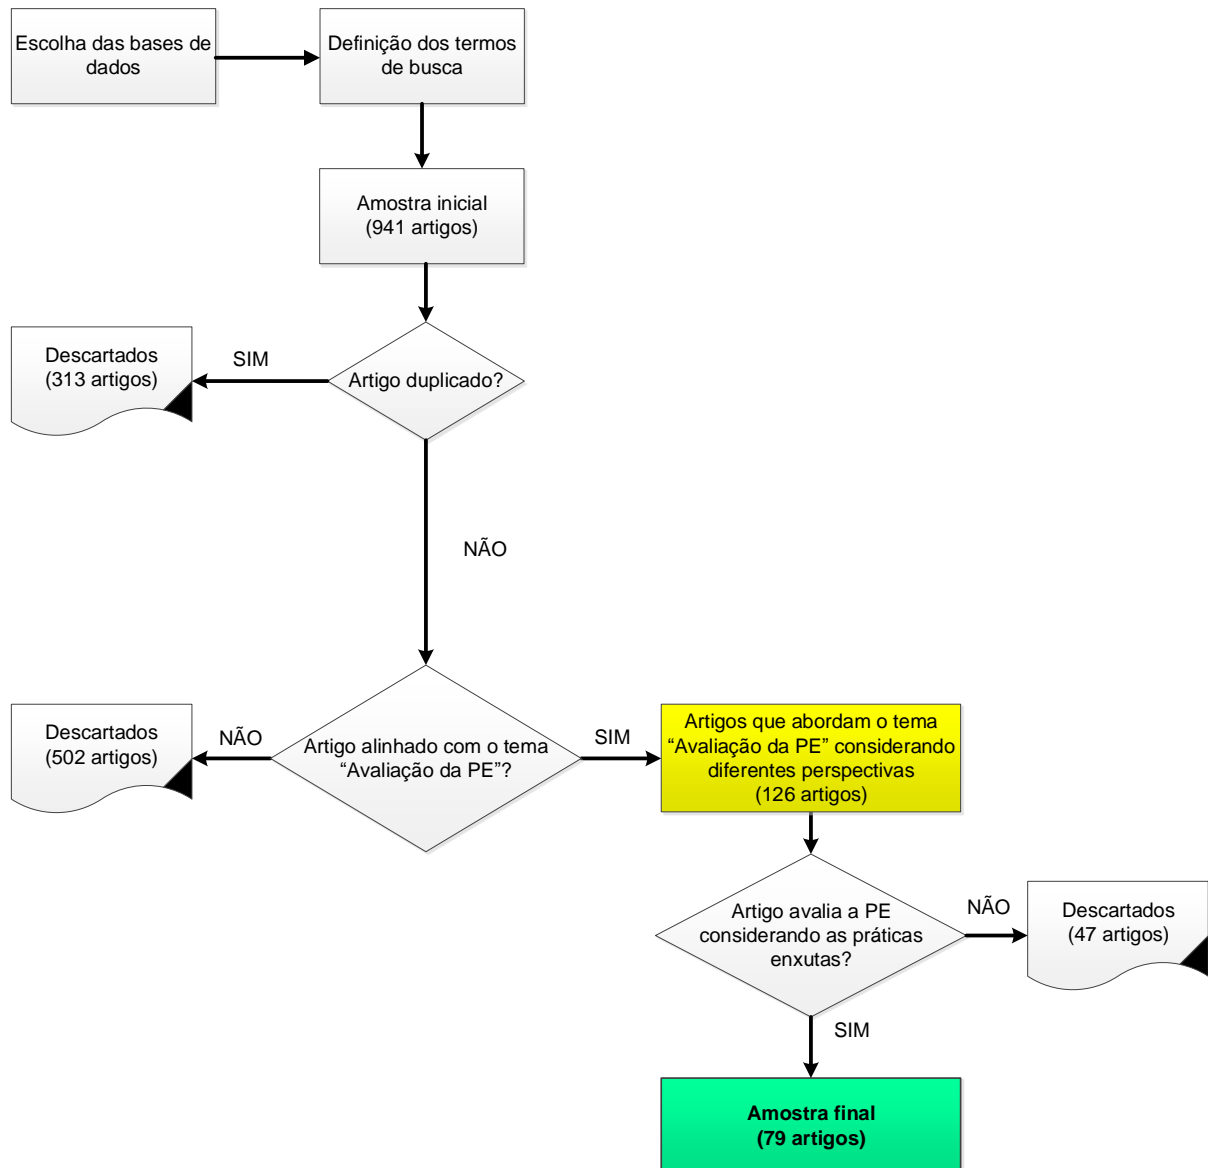 Escolha das bases de
dados
Definição dos termos
de busca
Amostra inicial
(941 artigos)
Descartados
(313 artigos)
SIM
Artigo duplicado?
NÃO
Descartados
(502 artigos)
NÃO
Artigo alinhado com o tema
“Avaliação da PE”?
SIM
Artigos que abordam o tema
“Avaliação da PE” considerando
diferentes perspectivas
(126 artigos)
Artigo avalia a PE
considerando as práticas
enxutas?
NÃO
Descartados
(47 artigos)
SIM
Amostra final
(79 artigos)